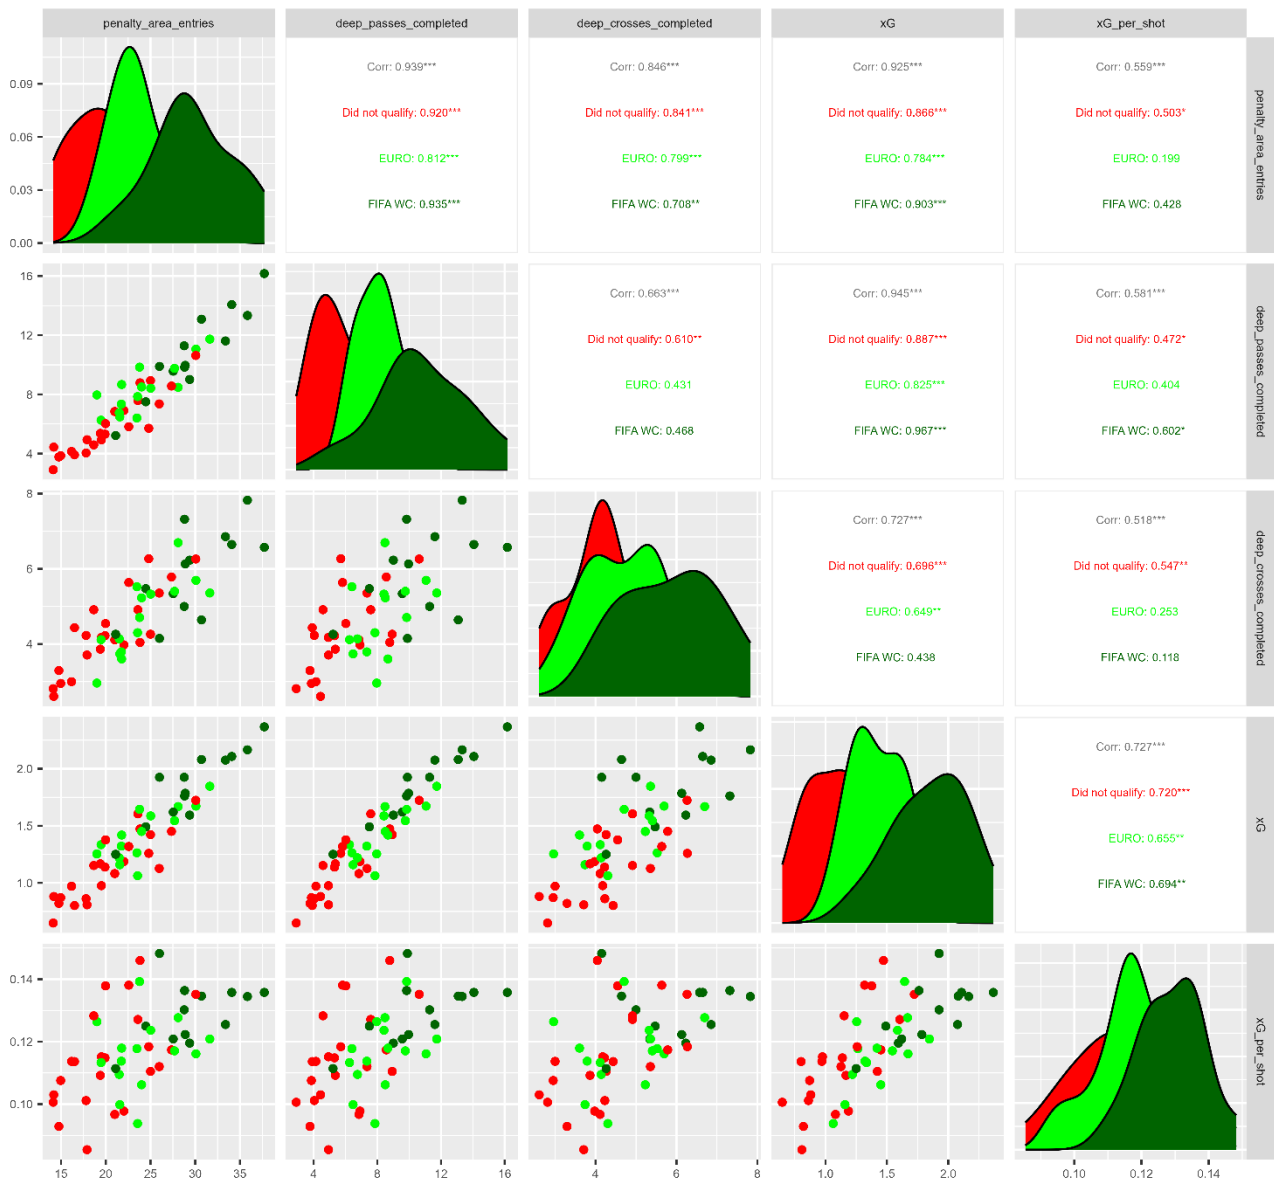 penalty_area_entries deep_passes_completed deep_crosses_completed xG xG_per_shot
Corr: 0.939*** Corr: 0.846*** Corr: 0.925*** Corr: 0.559***
0.09
Did not qualify: 0.920*** Did not qualify: 0.841*** Did not qualify: 0.866*** Did not qualify: 0.503*
0.06
EURO: 0.812*** EURO: 0.799*** EURO: 0.784*** EURO: 0.199
0.03
FIFA WC: 0.935*** FIFA WC: 0.708** FIFA WC: 0.903*** FIFA WC: 0.428
0.00
penalty_area_entries
16
Corr: 0.663*** Corr: 0.945*** Corr: 0.581***
12
Did not qualify: 0.610** Did not qualify: 0.887*** Did not qualify: 0.472*
8
EURO: 0.431 EURO: 0.825*** EURO: 0.404
FIFA WC: 0.468 FIFA WC: 0.967*** FIFA WC: 0.602*
4
deep_passes_completed
8
Corr: 0.727*** Corr: 0.518***
6
Did not qualify: 0.696*** Did not qualify: 0.547**
EURO: 0.649** EURO: 0.253
4
FIFA WC: 0.438 FIFA WC: 0.118
deep_crosses_completed
Corr: 0.727***
2.0
Did not qualify: 0.720***
1.5
EURO: 0.655**
1.0
FIFA WC: 0.694**
xG
0.14
0.12
0.10
xG_per_shot
15 20 25 30 35 4 8 12 16 4 6 8 1.0 1.5 2.0 0.10 0.12 0.14